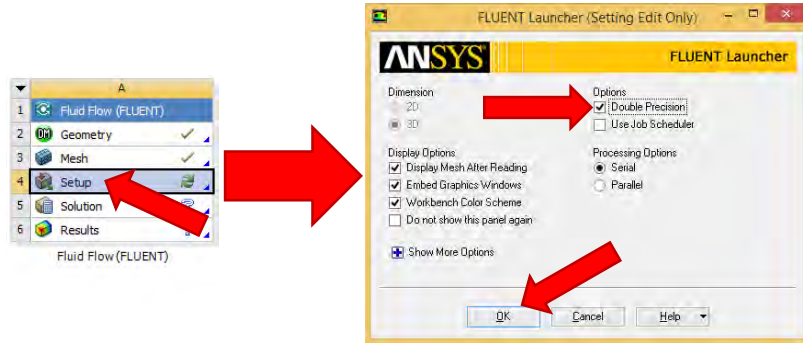 A
1 Fluid Flow (FLUENT)
2 Geometry
3 Mesh
4 Setup
5 Solution
6 Results
Fluid Flow (FLUENT)
FLUENT Launcher (Setting Edit Only)
ANSYS
FLUENT Launcher
Dimension
2D
3D
Options
Double Precision
Use Job Scheduler
Display Options
Display Mesh After Reading
Embed Graphics Windows
Workbench Color Scheme
Do not show this panel again
Processing Options
Serial
Parallel
Show More Options
OK
Cancel
Help